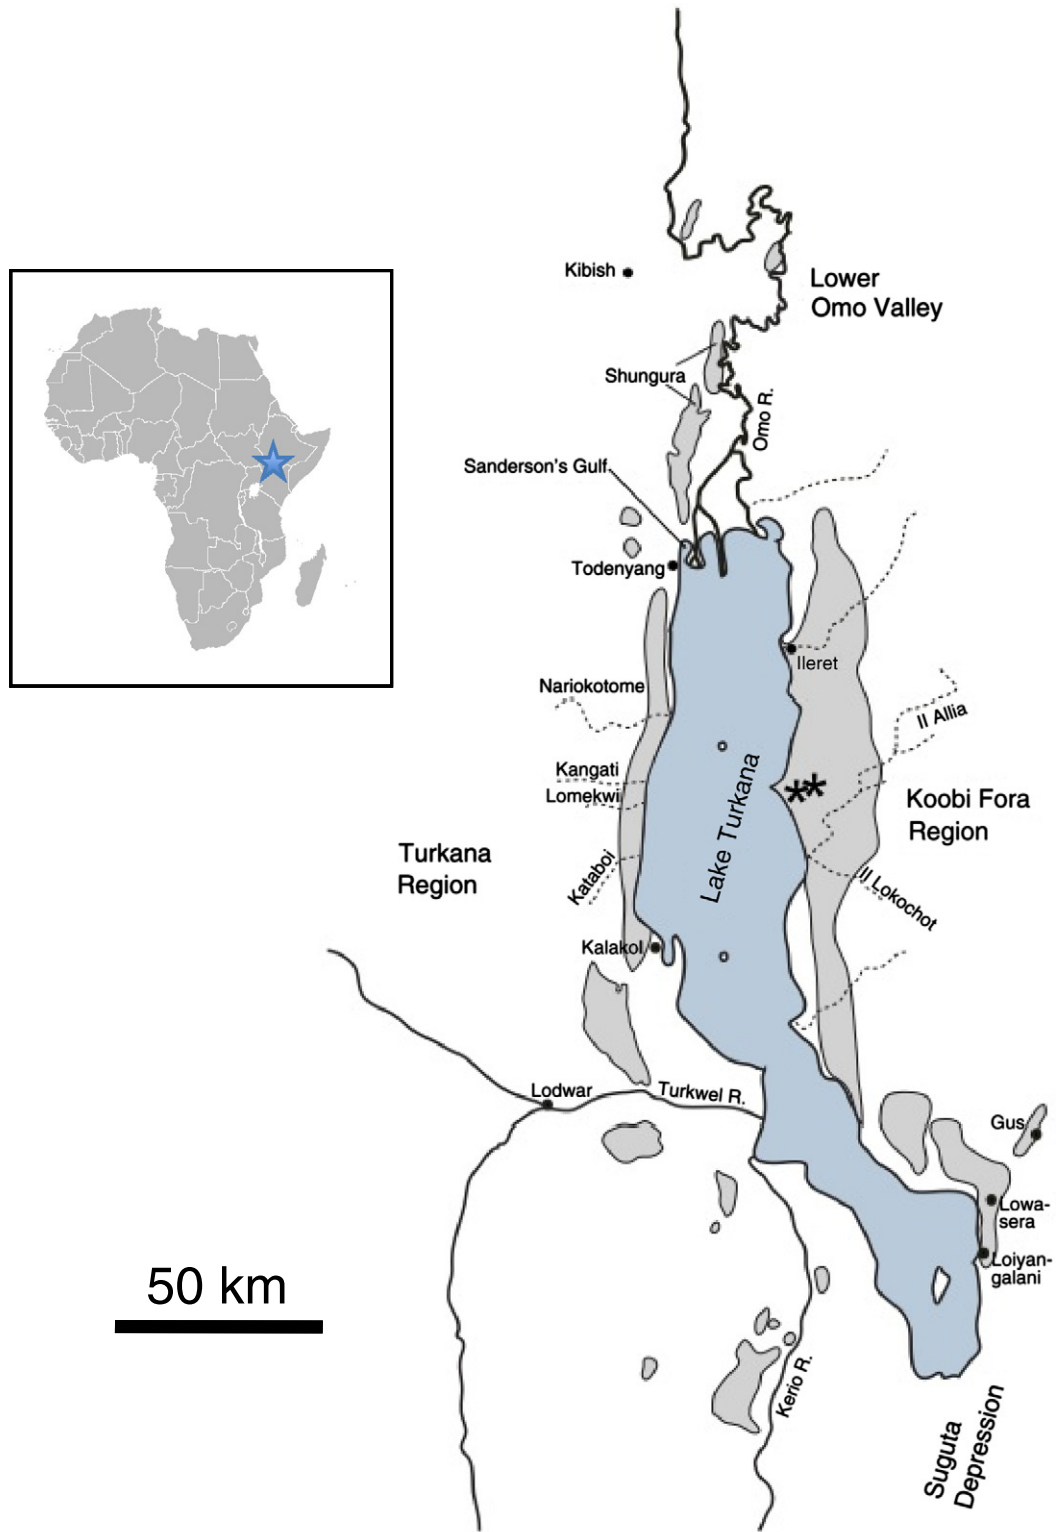 Kibish
Lower
Omo Valley
Shungura
Omo R.
Sanderson's Gulf
Todenyang
Ileret
Nariokotome
Il Allia
Kangati
Lomekwi
Lake Turkana
Koobi Fora
Region
Turkana
Region
Kataboi
Il Lokochot
Kalakol
Lodwar
Turkwel R.
Gus
Lowa-
sera
Loiyan-
galani
50 km
Kerio R.
Suguta
Depression